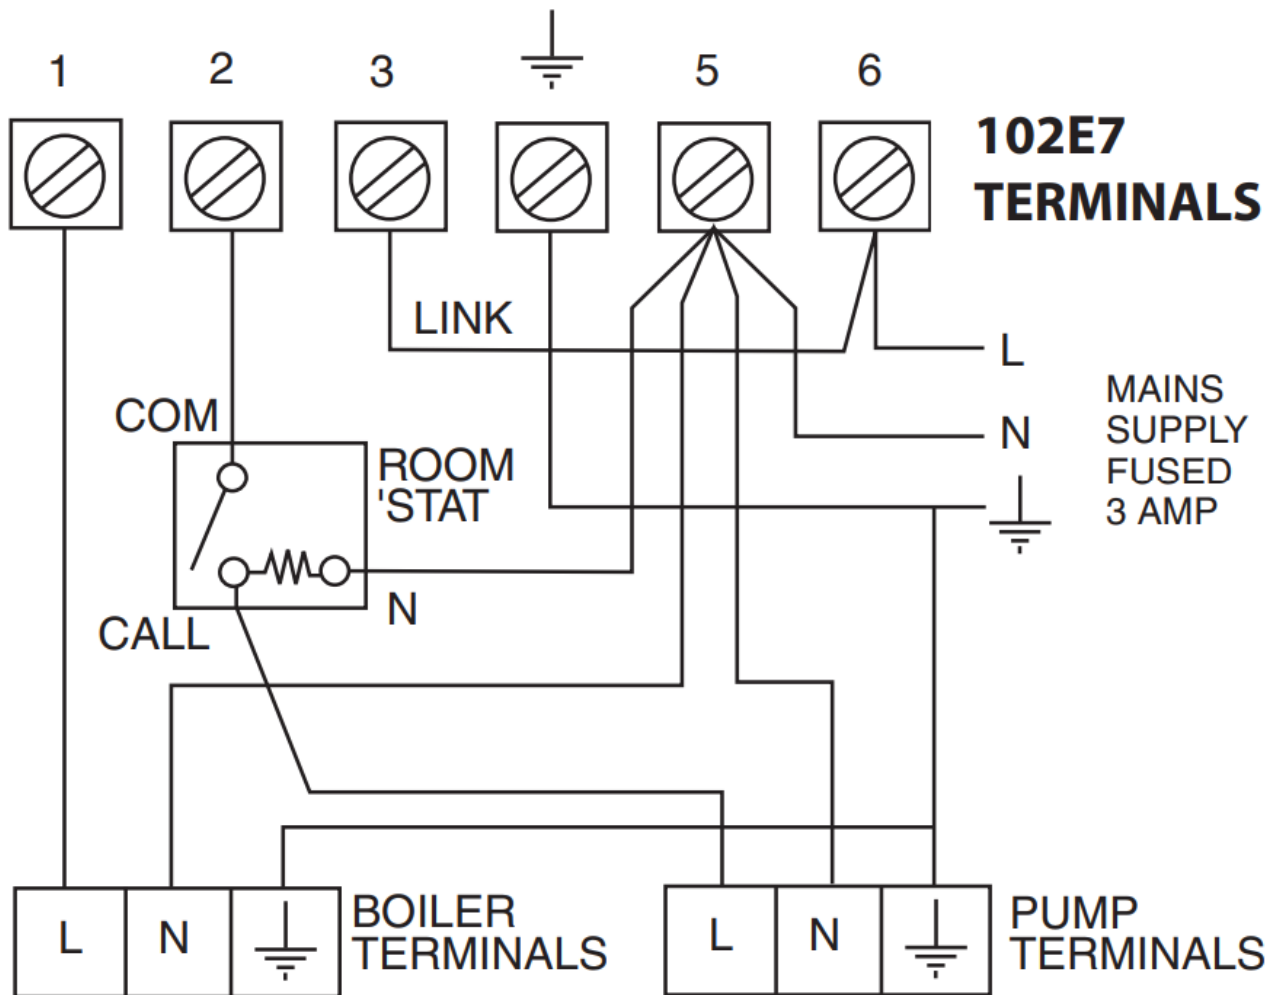 1 2 3 5 6
102E7
TERMINALS
LINK
L
MAINS
SUPPLY
FUSED
3 AMP
N
COM
ROOM
'STAT
N
CALL
L N
BOILER
TERMINALS
L N
PUMP
TERMINALS